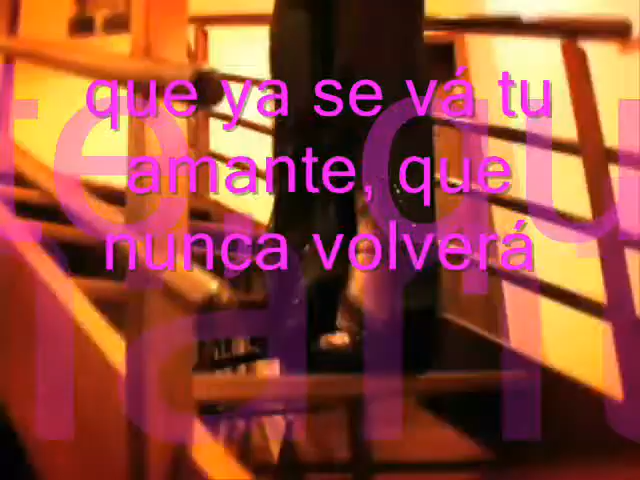 que ya se vá tu
amante, que
nunca volverá